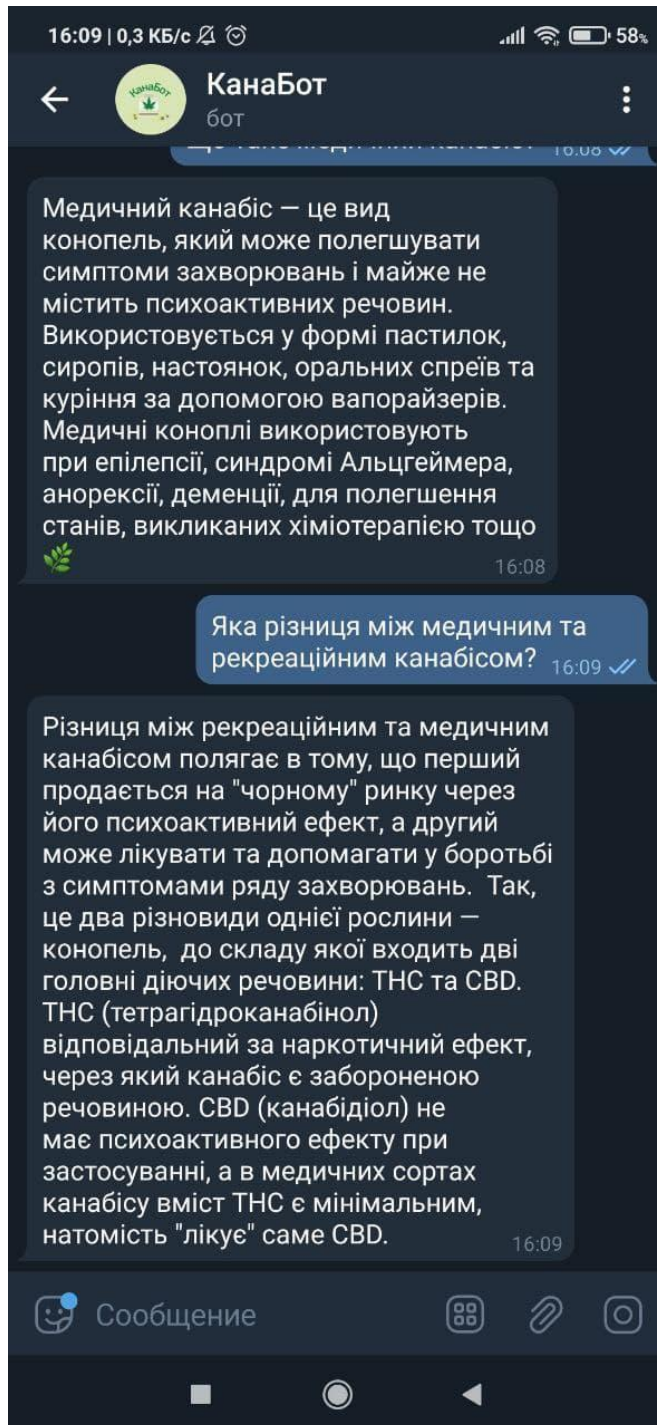 16:09 | 0,3 КБ/с
58%
КанаБот
КанаБот
бот
16:08
Медичний канабіс — це вид
конопель, який може полегшувати
симптоми захворювань і майже не
містить психоактивних речовин.
Використовується у формі пастилок,
сиропів, настоянок, оральних спреїв та
куріння за допомогою вапорайзерів.
Медичні коноплі використовують
при епілепсії, синдромі Альцгеймера,
анорексії, деменції, для полегшення
станів, викликаних хіміотерапією тощо
16:08
Яка різниця між медичним та
рекреаційним канабісом? 16:09
Різниця між рекреаційним та медичним
канабісом полягає в тому, що перший
продається на "чорному" ринку через
його психоактивний ефект, а другий
може лікувати та допомагати у боротьбі
з симптомами ряду захворювань. Так,
це два різновиди однієї рослини —
конопель, до складу якої входить дві
головні діючих речовини: THC та CBD.
THC (тетрагідроканабінол)
відповідальний за наркотичний ефект,
через який канабіс є забороненою
речовиною. CBD (канабідіол) не
має психоактивного ефекту при
застосуванні, а в медичних сортах
канабісу вміст THC є мінімальним,
натомість "лікує" саме CBD.
16:09
Сообщение